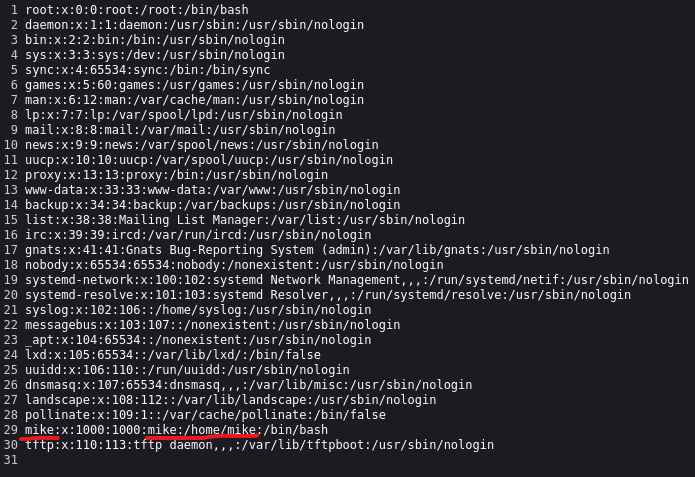 1 root:x:0:0:root:/root:/bin/bash
2 daemon:x:1:1:daemon:/usr/sbin:/usr/sbin/nologin
3 bin:x:2:2:bin:/bin:/usr/sbin/nologin
4 sys:x:3:3:sys:/dev:/usr/sbin/nologin
5 sync:x:4:65534:sync:/bin:/bin/sync
6 games:x:5:60:games:/usr/games:/usr/sbin/nologin
7 man:x:6:12:man:/var/cache/man:/usr/sbin/nologin
8 lp:x:7:7:lp:/var/spool/lpd:/usr/sbin/nologin
9 mail:x:8:8:mail:/var/mail:/usr/sbin/nologin
10 news:x:9:9:news:/var/spool/news:/usr/sbin/nologin
11 uucp:x:10:10:uucp:/var/spool/uucp:/usr/sbin/nologin
12 proxy:x:13:13:proxy:/bin:/usr/sbin/nologin
13 www-data:x:33:33:www-data:/var/www:/usr/sbin/nologin
14 backup:x:34:34:backup:/var/backups:/usr/sbin/nologin
15 list:x:38:38:Mailing List Manager:/var/list:/usr/sbin/nologin
16 irc:x:39:39:ircd:/var/run/ircd:/usr/sbin/nologin
17 gnats:x:41:41:Gnats Bug-Reporting System (admin):/var/lib/gnats:/usr/sbin/nologin
18 nobody:x:65534:65534:nobody:/nonexistent:/usr/sbin/nologin
19 systemd-network:x:100:102:systemd Network Management,,,:/run/systemd/netif:/usr/sbin/nologin
20 systemd-resolve:x:101:103:systemd Resolver,,,:/run/systemd/resolve:/usr/sbin/nologin
21 syslog:x:102:106::/home/syslog:/usr/sbin/nologin
22 messagebus:x:103:107::/nonexistent:/usr/sbin/nologin
23 _apt:x:104:65534::/nonexistent:/usr/sbin/nologin
24 lxd:x:105:65534::/var/lib/lxd/:/bin/false
25 uuidd:x:106:110::/run/uuidd:/usr/sbin/nologin
26 dnsmasq:x:107:65534:dnsmasq,,,:/var/lib/misc:/usr/sbin/nologin
27 landscape:x:108:112::/var/lib/landscape:/usr/sbin/nologin
28 pollinate:x:109:1::/var/cache/pollinate:/bin/false
29 mike:x:1000:1000:mike:/home/mike:/bin/bash
30 tftp:x:110:113:tftp daemon,,,:/var/lib/tftpboot:/usr/sbin/nologin
31